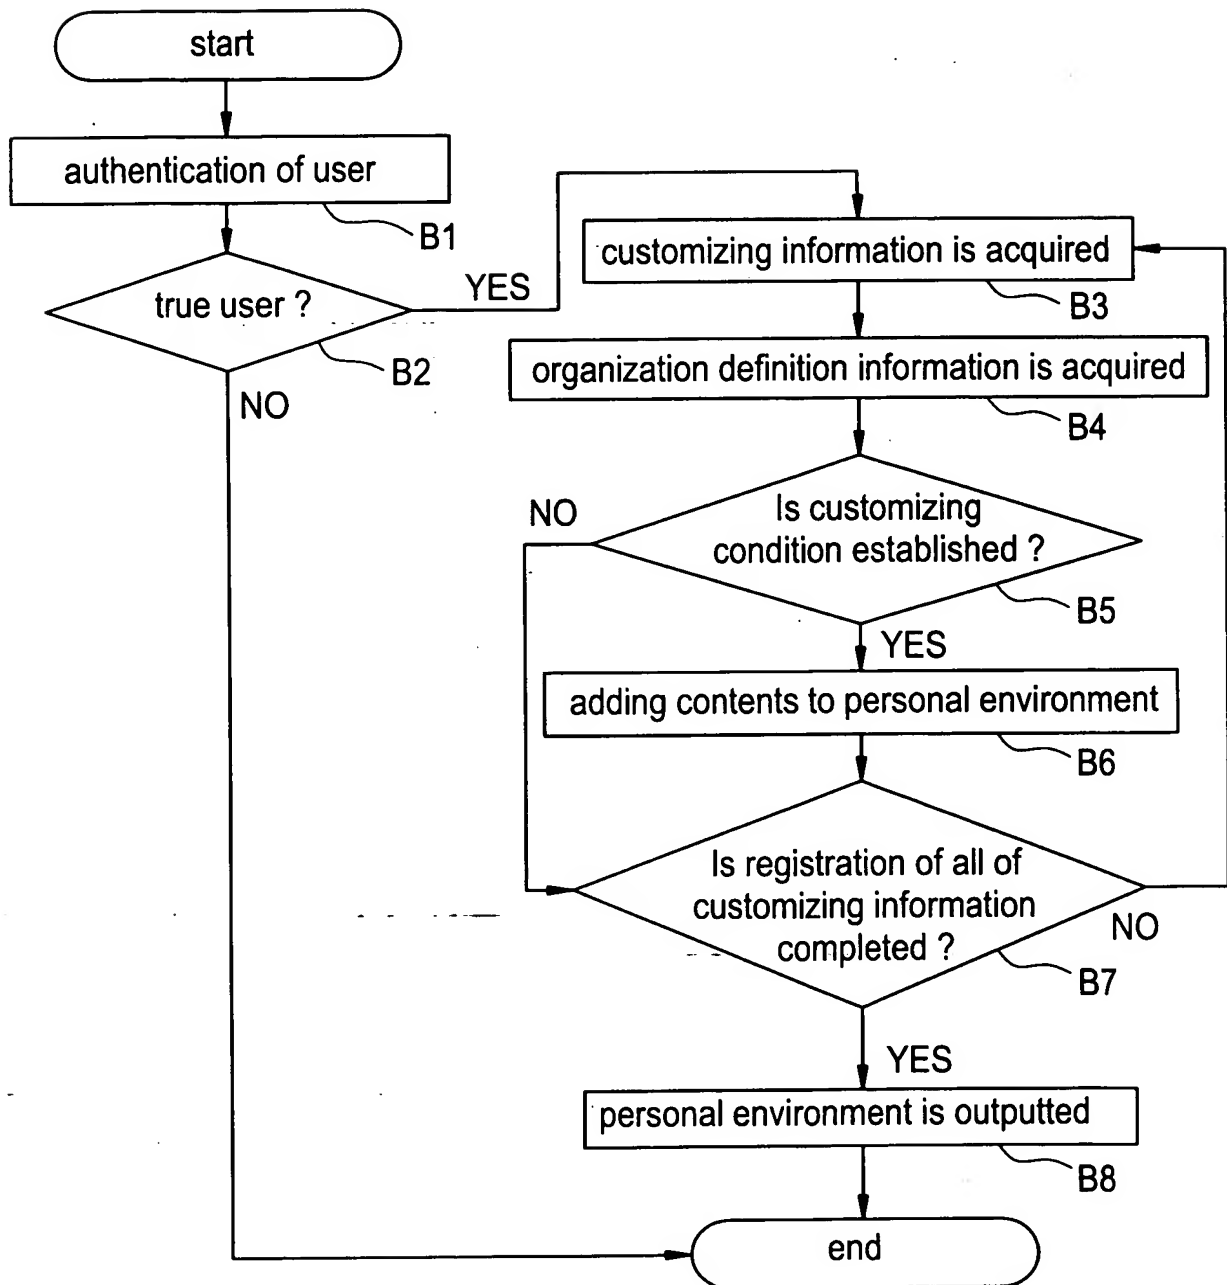 start
authentication of user
B1
true user ?
B2
YES
NO
customizing information is acquired
B3
organization definition information is acquired
B4
Is customizing
condition established ?
B5
NO
YES
adding contents to personal environment
B6
Is registration of all of
customizing information
completed ?
B7
NO
YES
personal environment is outputted
B8
end